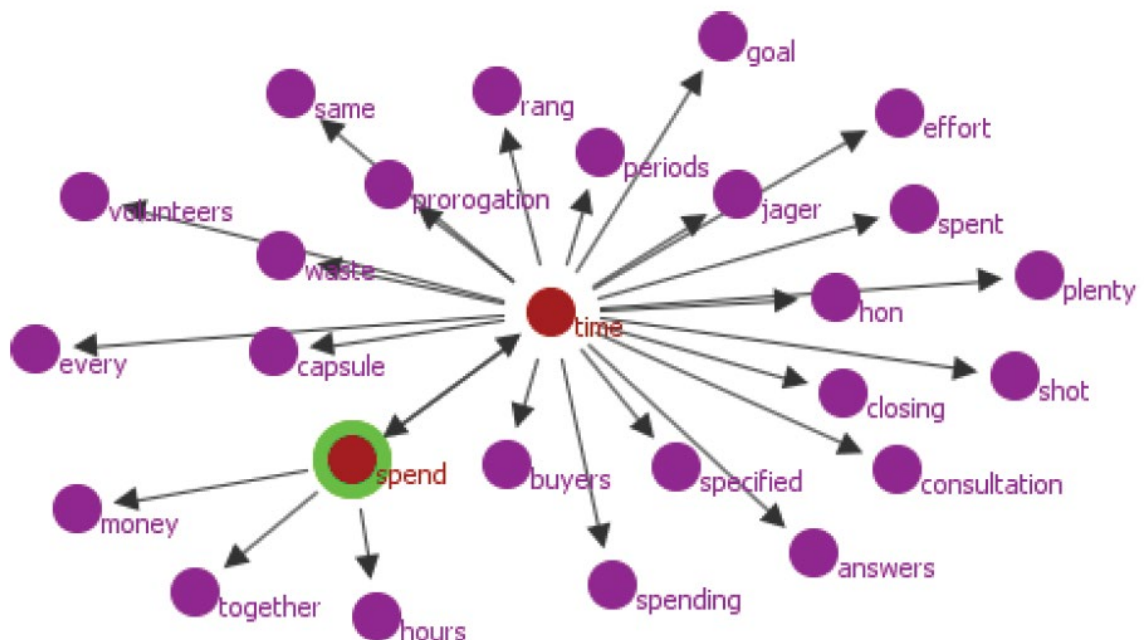 goal
same
rang
effort
periods
prorogation
jager
volunteers
spent
waste
plenty
hon
time
every
capsule
shot
closing
spend
buyers
specified
consultation
money
answers
together
spending
hours